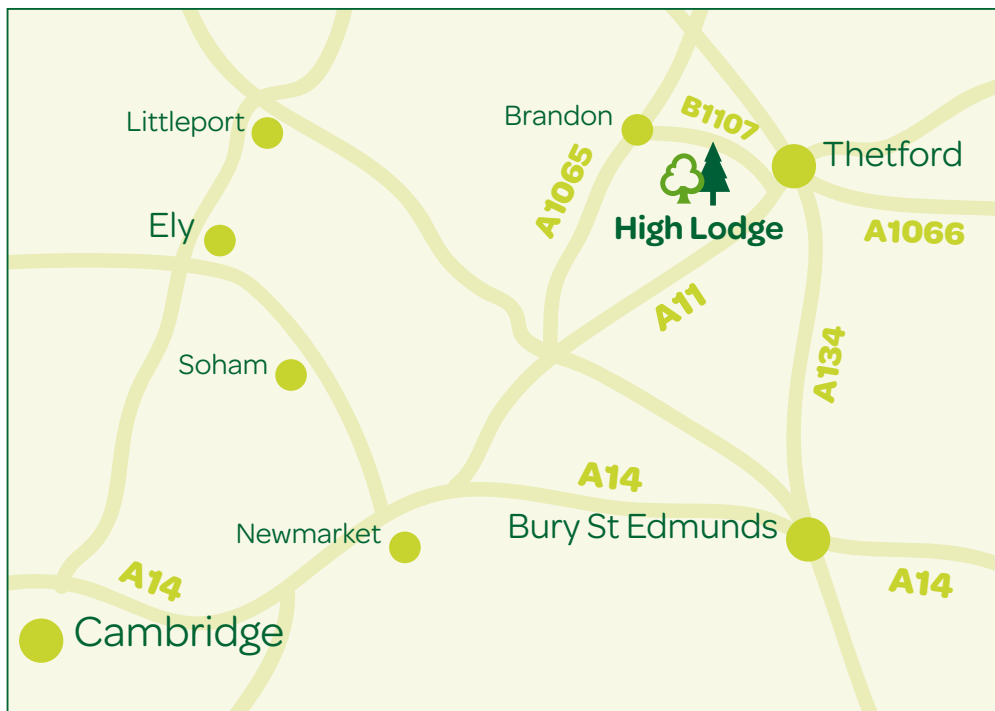 Littleport
Brandon
B1107
Thetford
A1065
Ely
High Lodge
A1066
A11
Soham
A134
A14
Newmarket
Bury St Edmunds
A14
A14
Cambridge